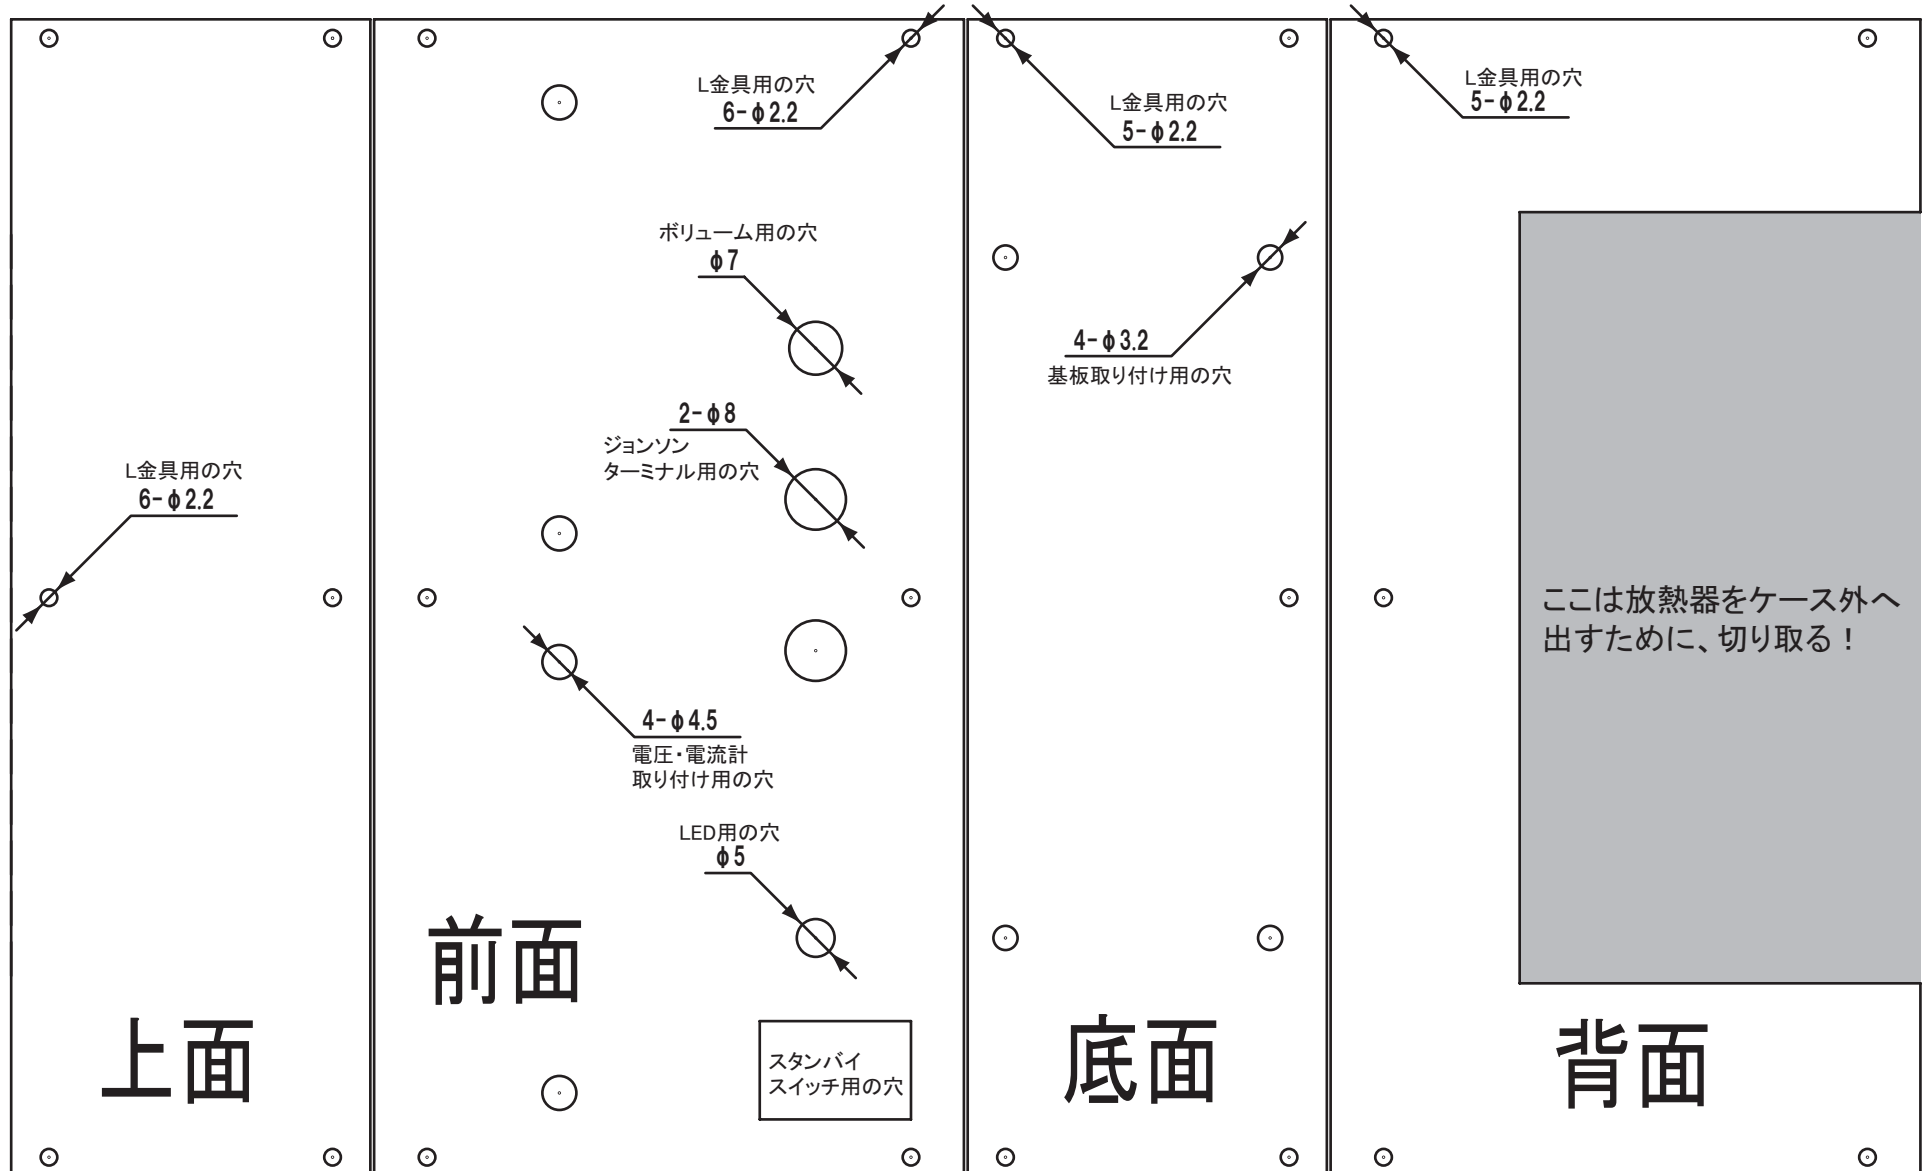 L金具用の穴
6-φ2.2
上面
L金具用の穴
6-φ2.2
ボリューム用の穴
φ7
2-φ8
ジョンソン
ターミナル用の穴
4-φ4.5
電圧・電流計
取り付け用の穴
LED用の穴
φ5
前面
スタンバイ
スイッチ用の穴
L金具用の穴
5-φ2.2
4-φ3.2
基板取り付け用の穴
底面
L金具用の穴
5-φ2.2
ここは放熱器をケース外へ
出すために、切り取る！
背面